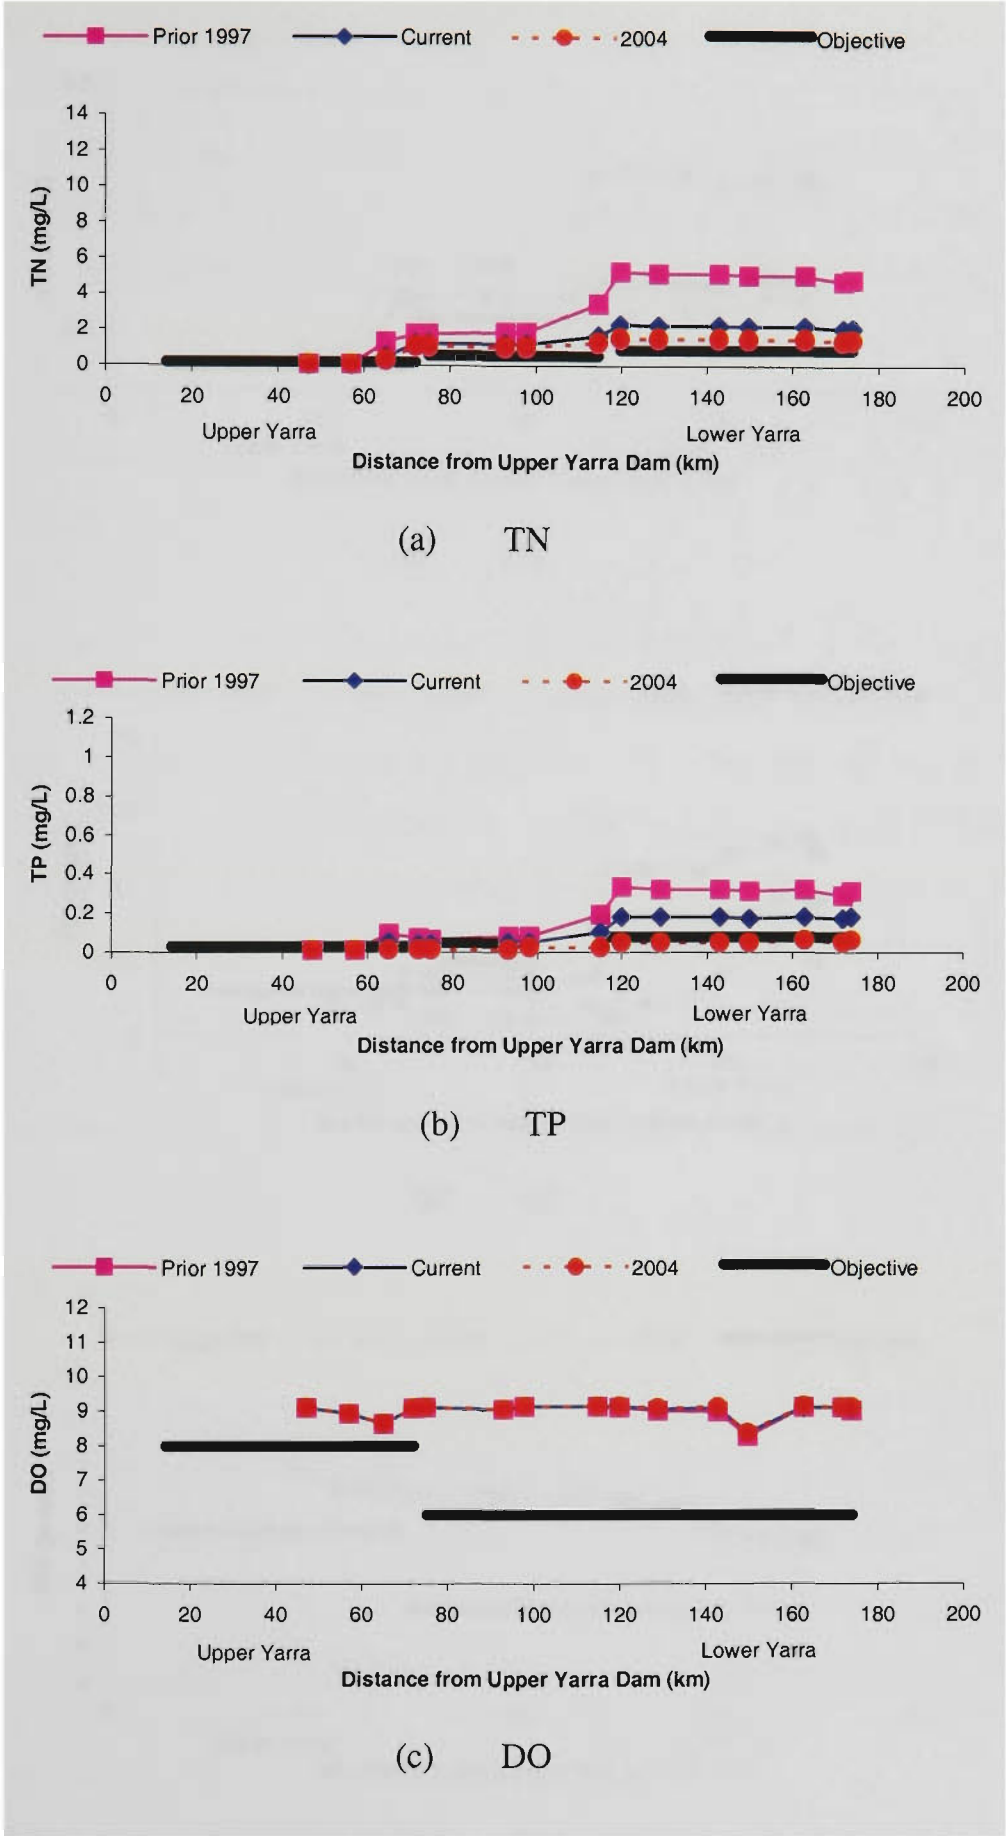 Prior 1997 Current 2004 Objective
14
12
10
8
6
4
2
0
TN (mg/L)
0 20 40 60 80 100 120 140 160 180 200
Upper Yarra Lower Yarra
Distance from Upper Yarra Dam (km)
(a) TN
Prior 1997 Current 2004 Objective
1.2
1
0.8
0.6
0.4
0.2
0
TP (mg/L)
0 20 40 60 80 100 120 140 160 180 200
Upper Yarra Lower Yarra
Distance from Upper Yarra Dam (km)
(b) TP
Prior 1997 Current 2004 Objective
12
11
10
9
8
7
6
5
4
DO (mg/L)
0 20 40 60 80 100 120 140 160 180 200
Upper Yarra Lower Yarra
Distance from Upper Yarra Dam (km)
(c) DO